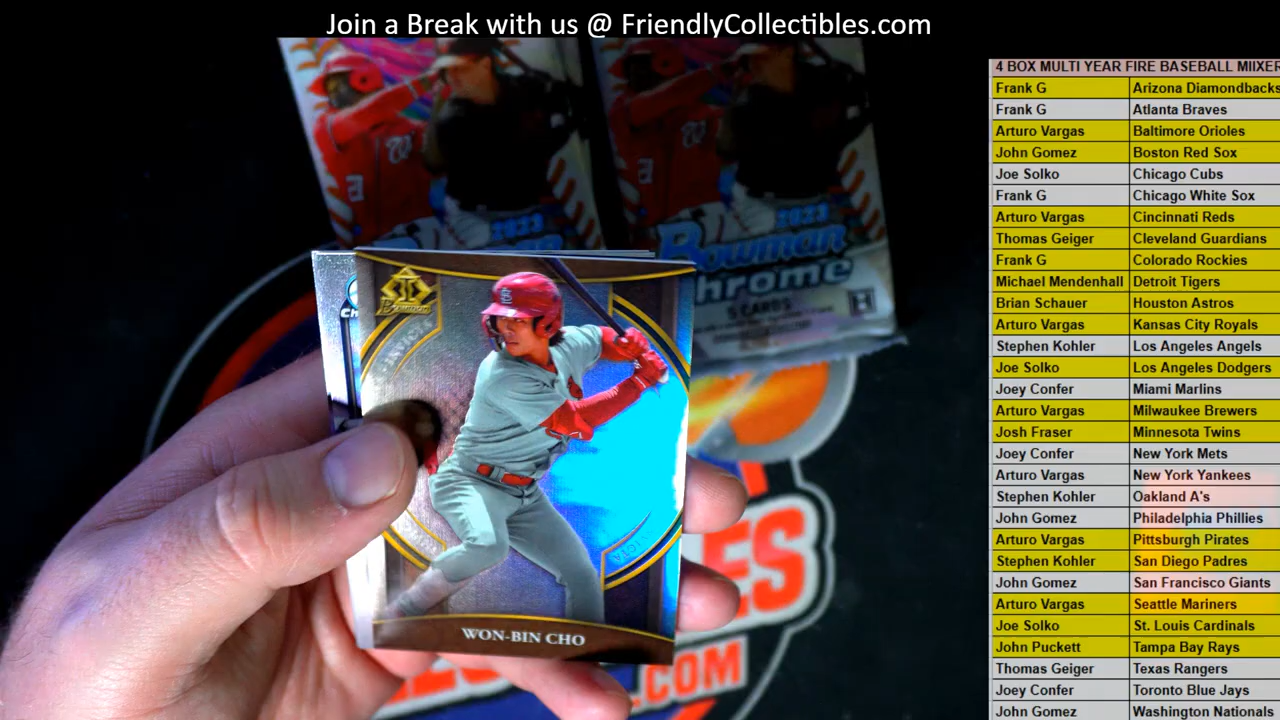 Join a Break with us @ FriendlyCollectibles.com
4 BOX MULTI YEAR FIRE BASEBALL MIIXER
Frank G Arizona Diamondbacks
Frank G Atlanta Braves
Arturo Vargas Baltimore Orioles
John Gomez Boston Red Sox
Joe Solko Chicago Cubs
Frank G Chicago White Sox
Arturo Vargas Cincinnati Reds
Thomas Geiger Cleveland Guardians
Frank G Colorado Rockies
Michael Mendenhall Detroit Tigers
Brian Schauer Houston Astros
Arturo Vargas Kansas City Royals
Stephen Kohler Los Angeles Angels
Joe Solko Los Angeles Dodgers
Joey Confer Miami Marlins
Arturo Vargas Milwaukee Brewers
Josh Fraser Minnesota Twins
Joey Confer New York Mets
Arturo Vargas New York Yankees
Stephen Kohler Oakland A's
John Gomez Philadelphia Phillies
Arturo Vargas Pittsburgh Pirates
Stephen Kohler San Diego Padres
John Gomez San Francisco Giants
Arturo Vargas Seattle Mariners
Joe Solko St. Louis Cardinals
John Puckett Tampa Bay Rays
Thomas Geiger Texas Rangers
Joey Confer Toronto Blue Jays
John Gomez Washington Nationals
2023
2023
Bowman
hrome
5 CARDS
Bowman
INVICTA
WON-BIN CHO
.COM